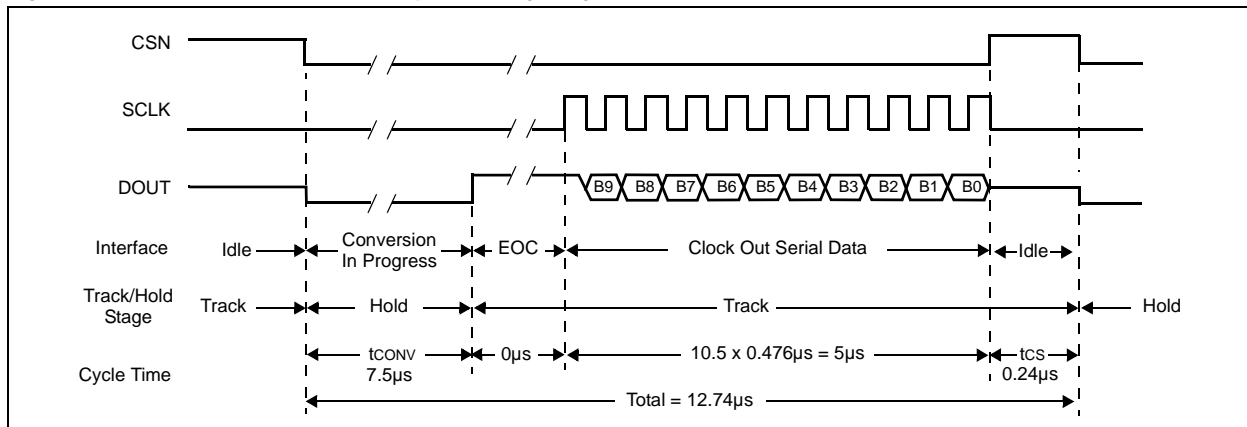 CSN
SCLK
DOUT
B9 B8 B7 B6 B5 B4 B3 B2 B1 B0
Interface Idle Conversion In Progress EOC Clock Out Serial Data Idle
Track/Hold Stage Track Hold Track Hold
Cycle Time
tCONV 7.5µs 0µs 10.5 x 0.476µs = 5µs tCS 0.24µs
Total = 12.74µs